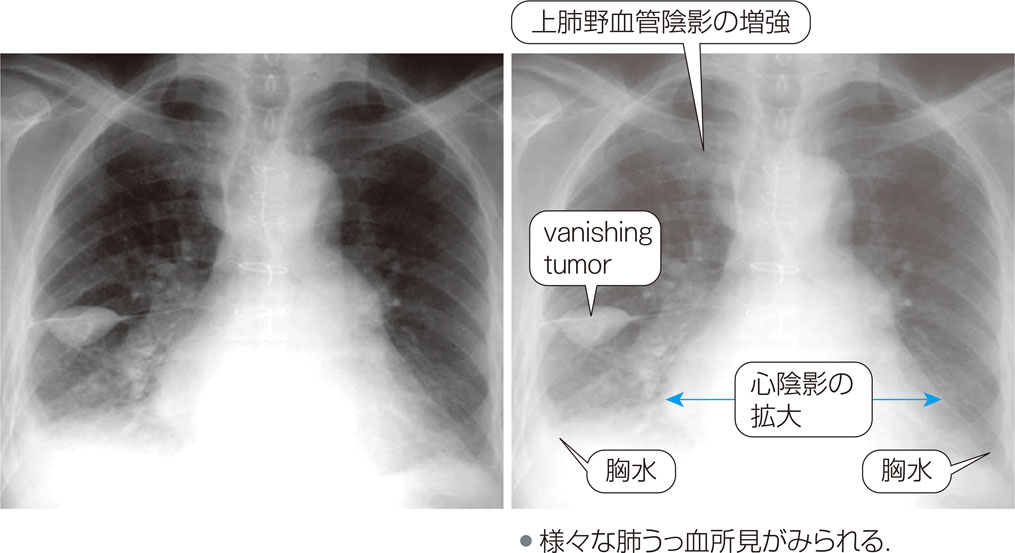 上肺野血管陰影の増強
vanishing
tumor
心陰影の
拡大
胸水
胸水
● 様々な肺うっ血所見がみられる.